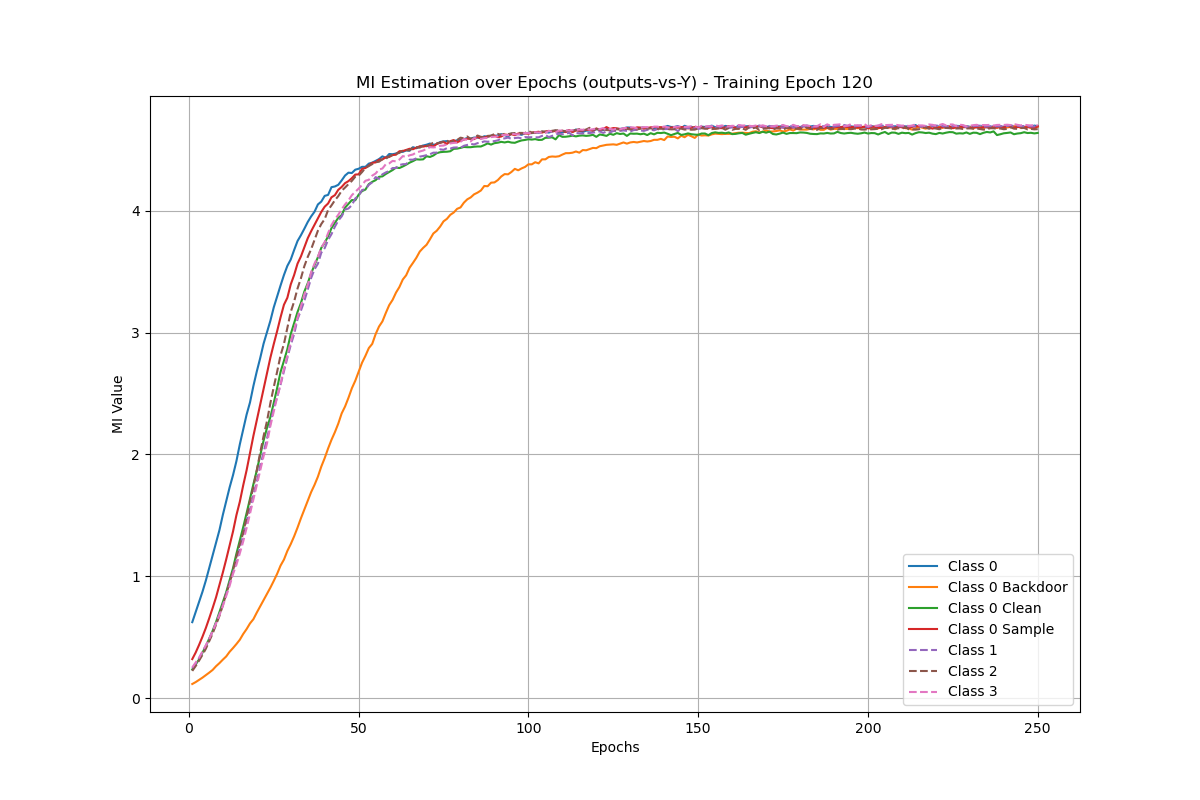 MI Estimation over Epochs (outputs-vs-Y) - Training Epoch 120
MI Value
4
3
2
1
0
0 50 100 150 200 250
Epochs
Class 0
Class 0 Backdoor
Class 0 Clean
Class 0 Sample
Class 1
Class 2
Class 3